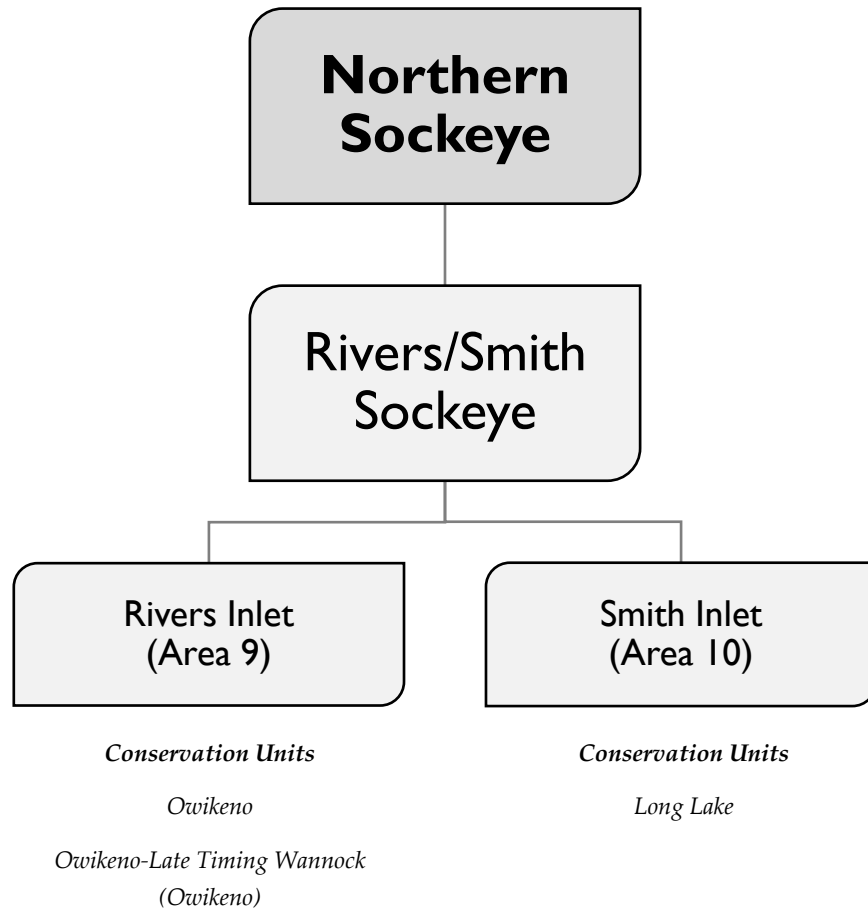 Northern
Sockeye
Rivers/Smith
Sockeye
Rivers Inlet
(Area 9)
Smith Inlet
(Area 10)
Conservation Units
Owikeno
Owikeno-Late Timing Wannock
(Owikeno)
Conservation Units
Long Lake